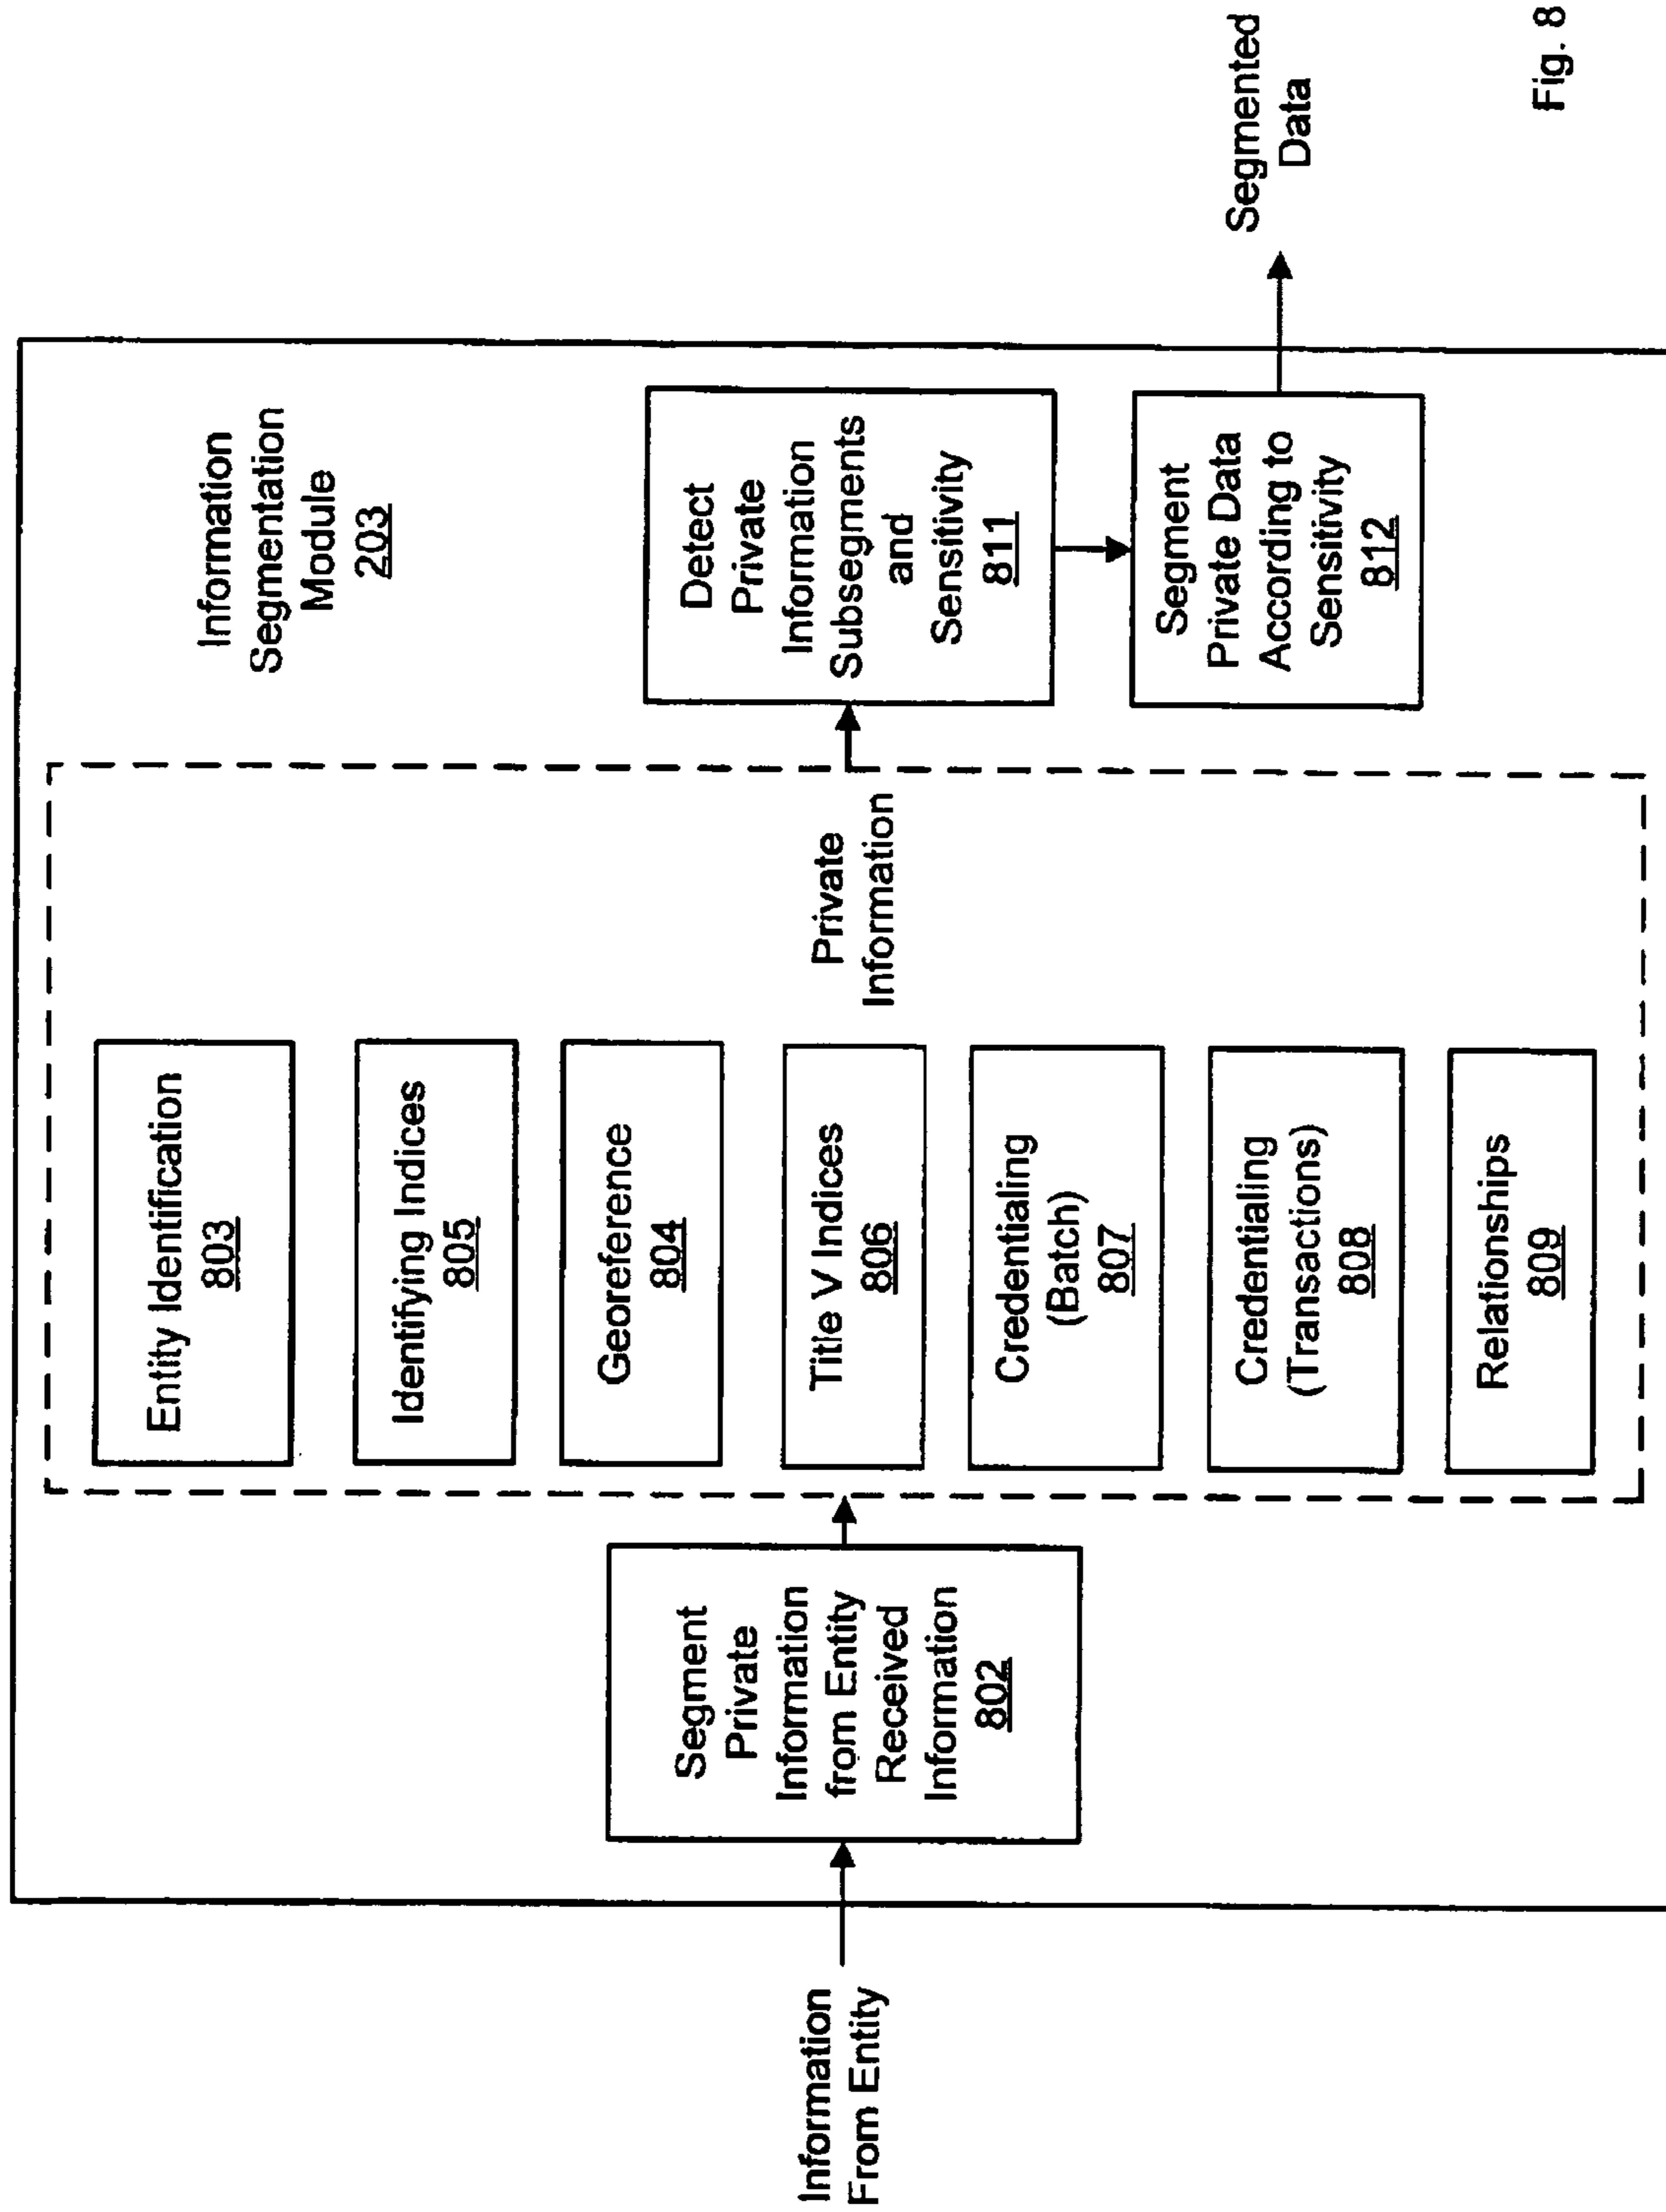 Information
From Entity
Segment
Private
Information
from Entity
Received
Information
802
Entity Identification
803
Identifying Indices
805
Georeference
804
Title V Indices
806
Credentialing
(Batch)
807
Credentialing
(Transactions)
808
Relationships
809
Private
Information
Information
Segmentation
Module
203
Detect
Private
Information
Subsegments
and
Sensitivity
811
Segment
Private Data
According to
Sensitivity
812
Segmented
Data
Fig. 8